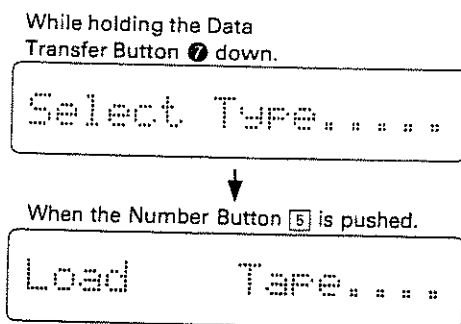 While holding the Data
Transfer Button ❼ down.
Select Type.....
When the Number Button 5 is pushed.
Load Tape....